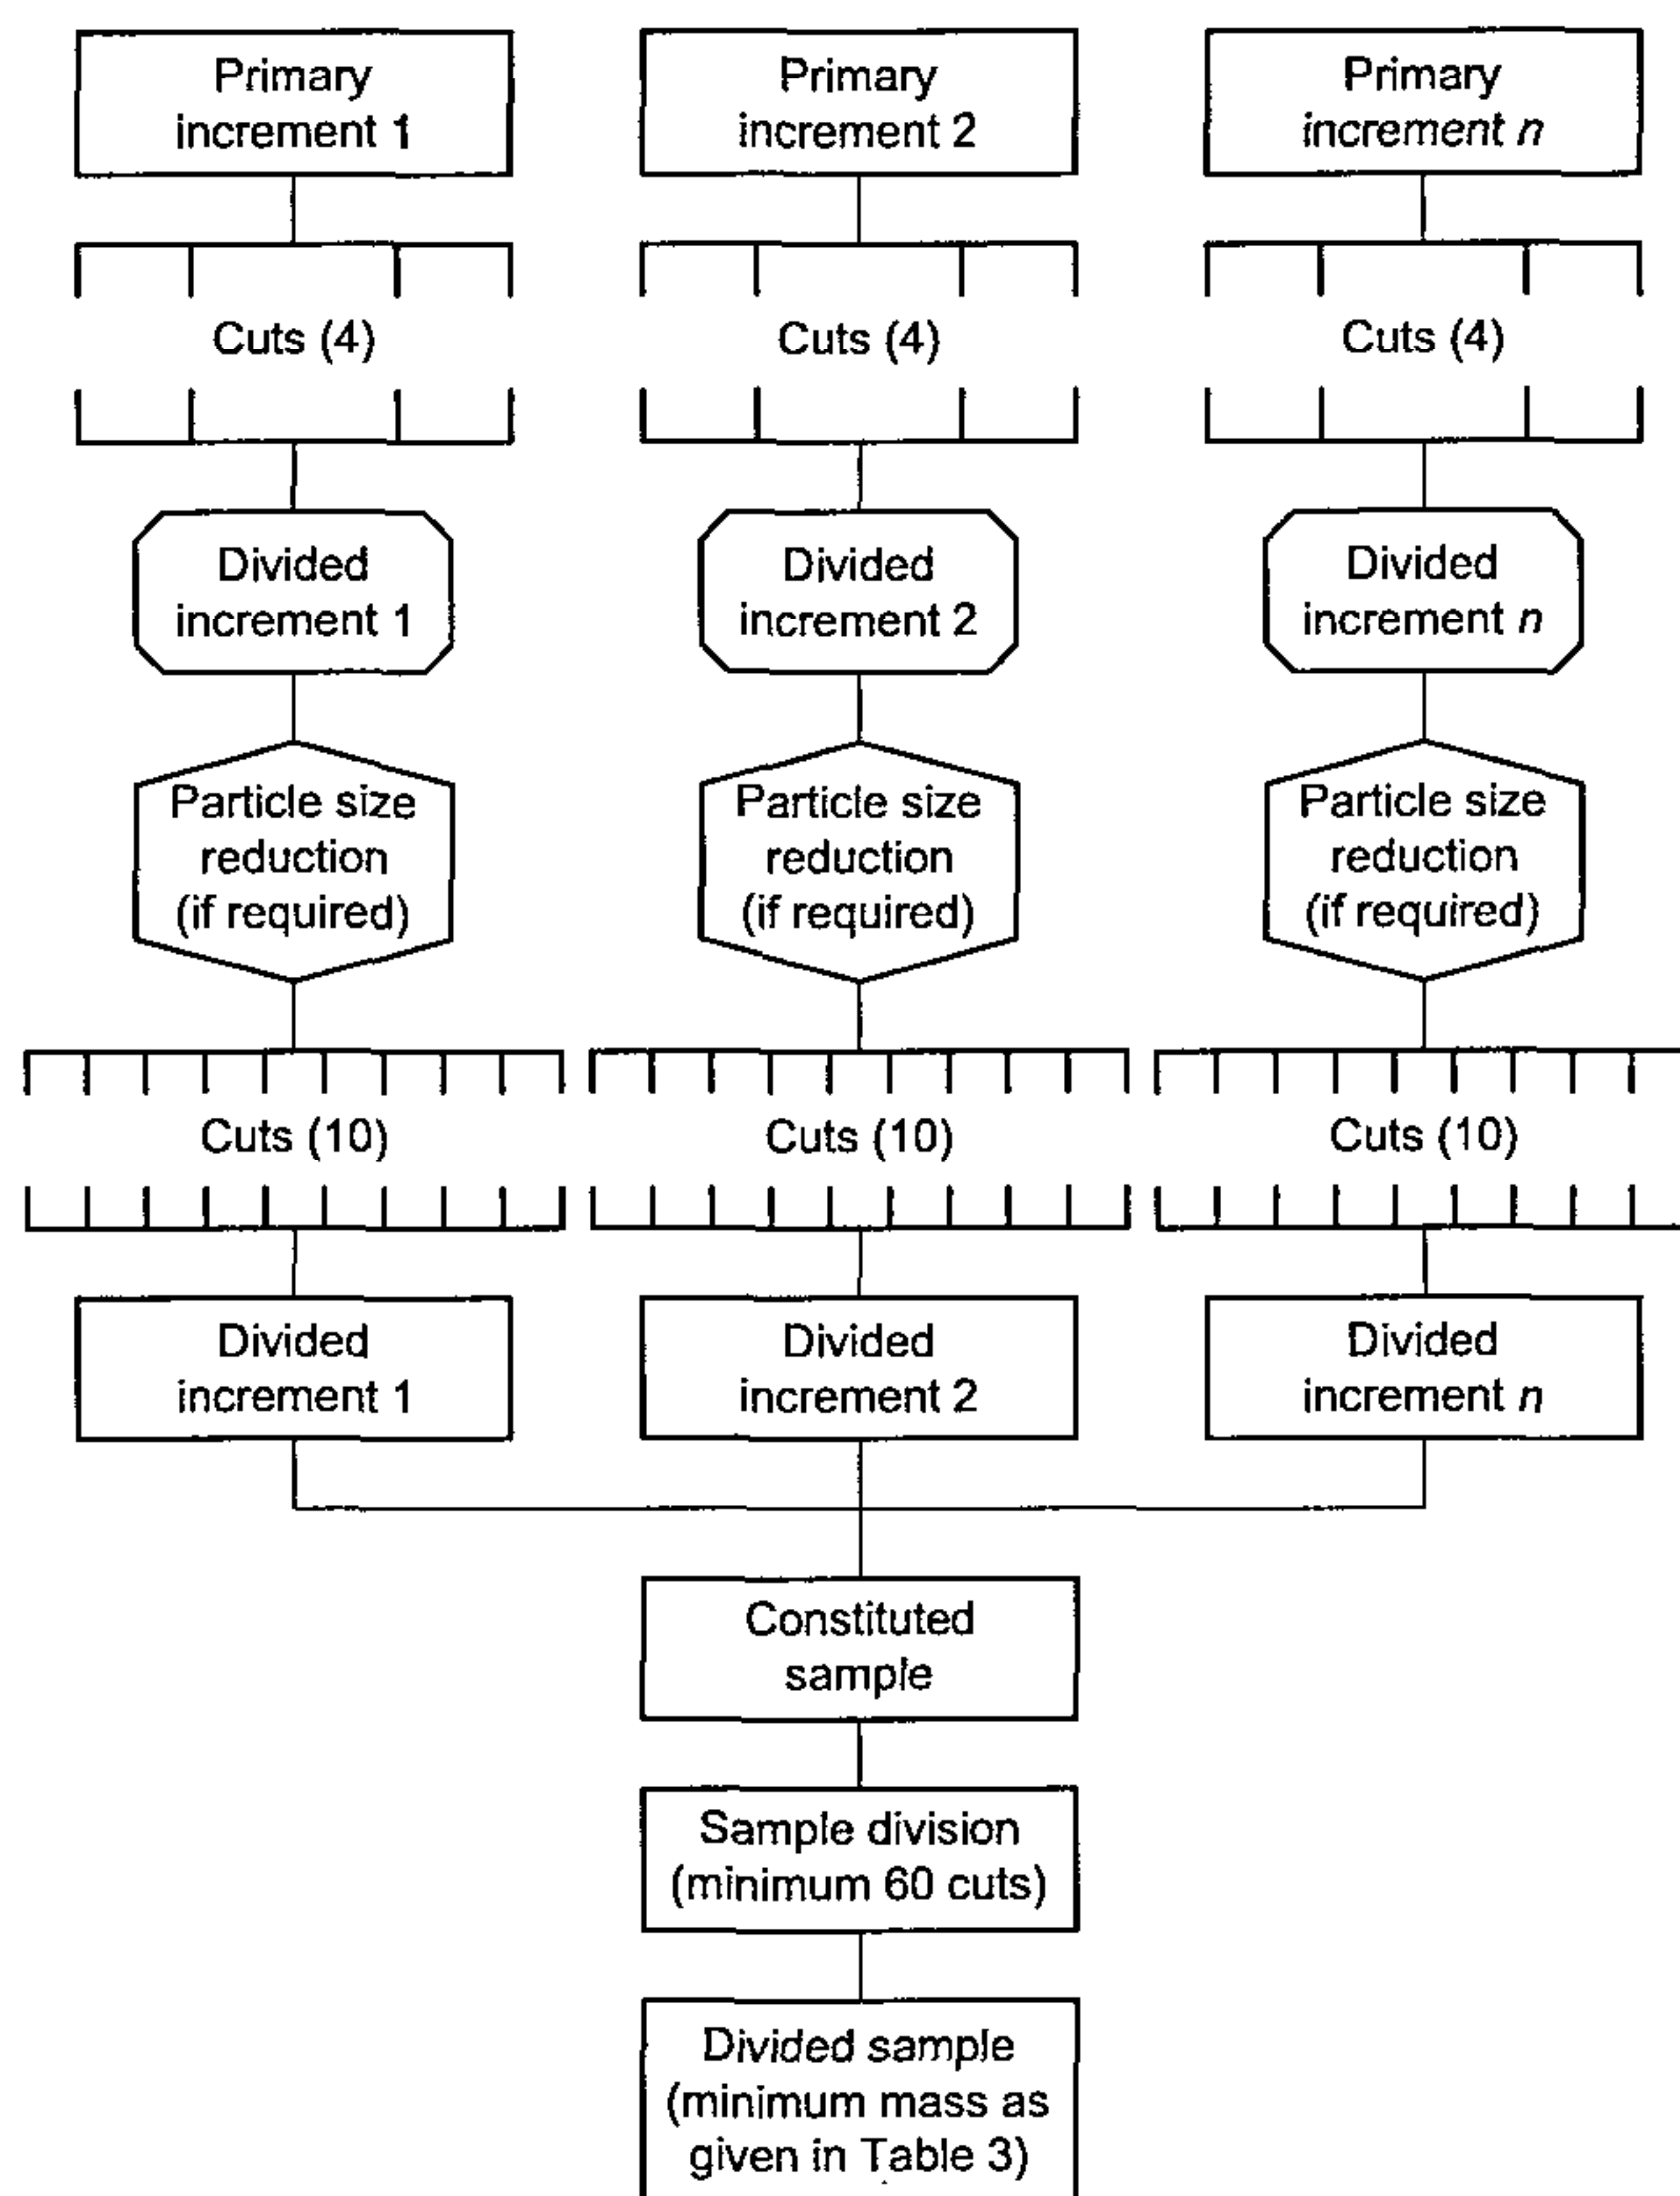 Primary
increment 1
Primary
increment 2
Primary
increment n
Cuts (4)
Cuts (4)
Cuts (4)
Divided
increment 1
Divided
increment 2
Divided
increment n
Particle size
reduction
(if required)
Particle size
reduction
(if required)
Particle size
reduction
(if required)
Cuts (10)
Cuts (10)
Cuts (10)
Divided
increment 1
Divided
increment 2
Divided
increment n
Constituted
sample
Sample division
(minimum 60 cuts)
Divided sample
(minimum mass as
given in Table 3)